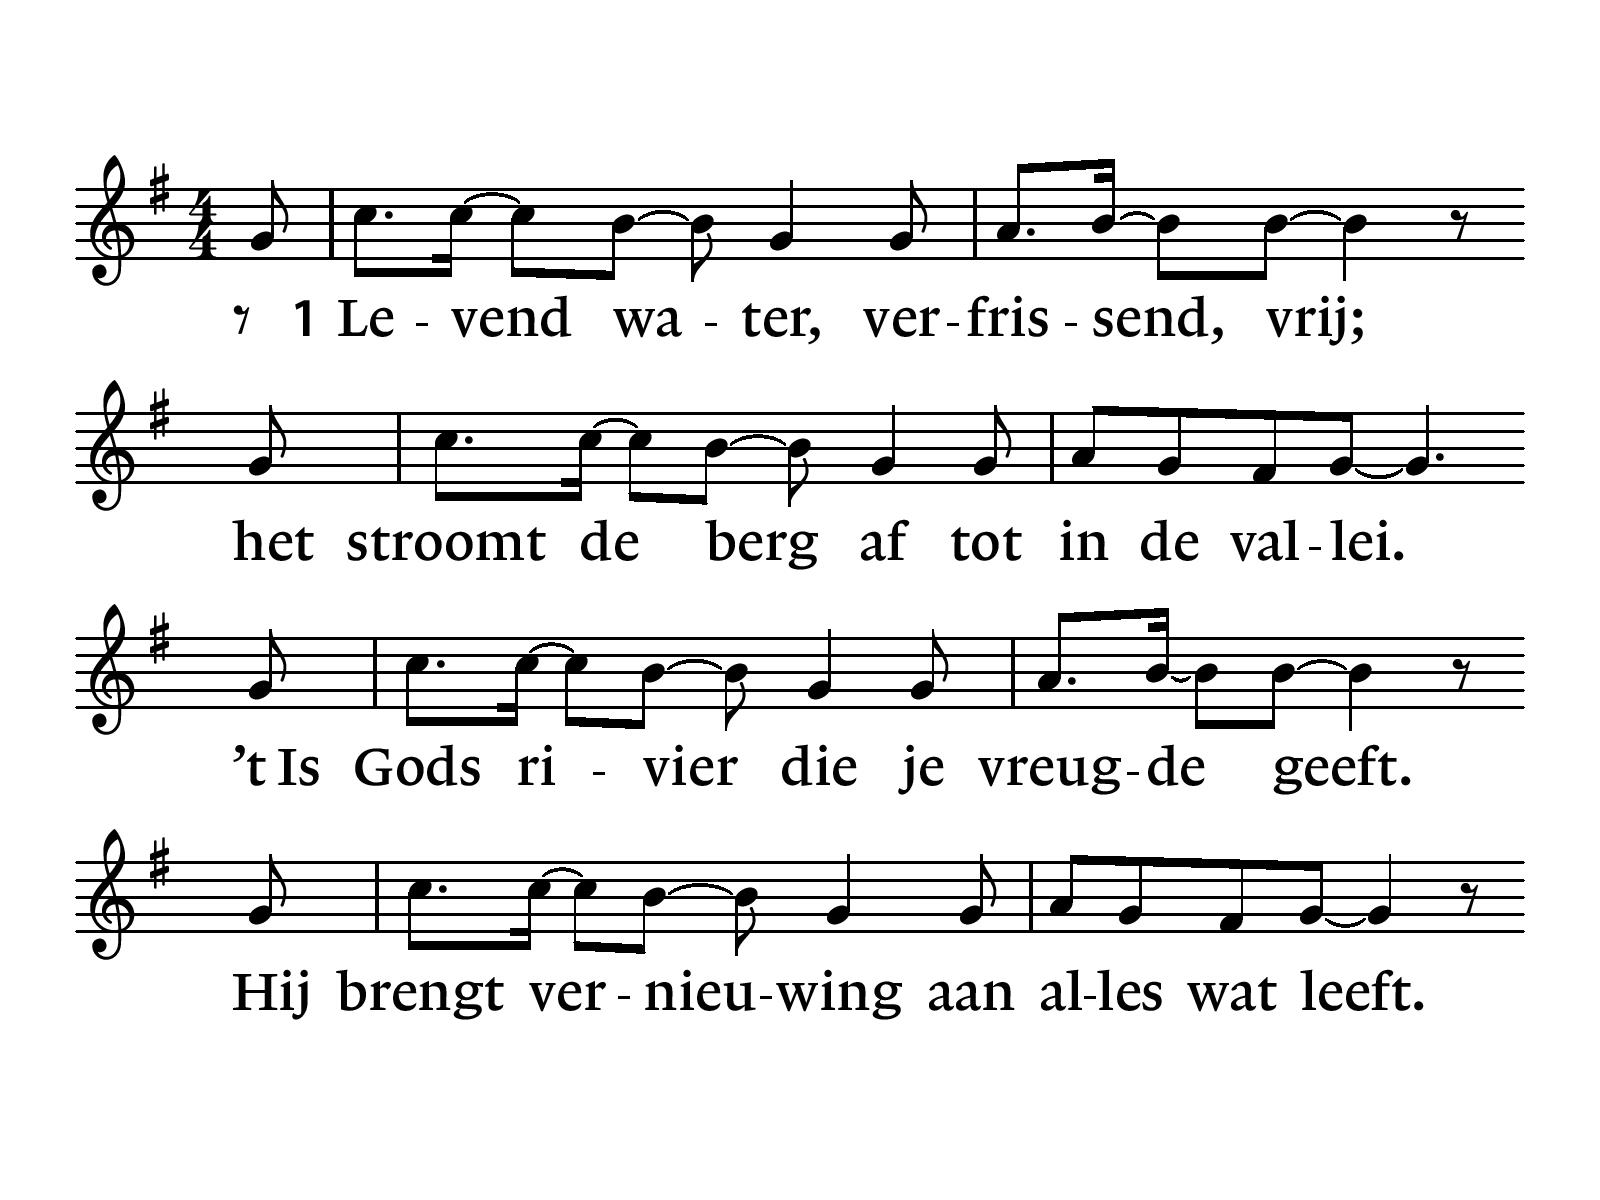 1 Le - vend wa - ter, ver - fris - send, vrij;
het stroomt de berg af tot in de val - lei.
’t Is Gods ri - vier die je vreug - de geeft.
Hij brengt ver - nieu - wing aan al - les wat leeft.